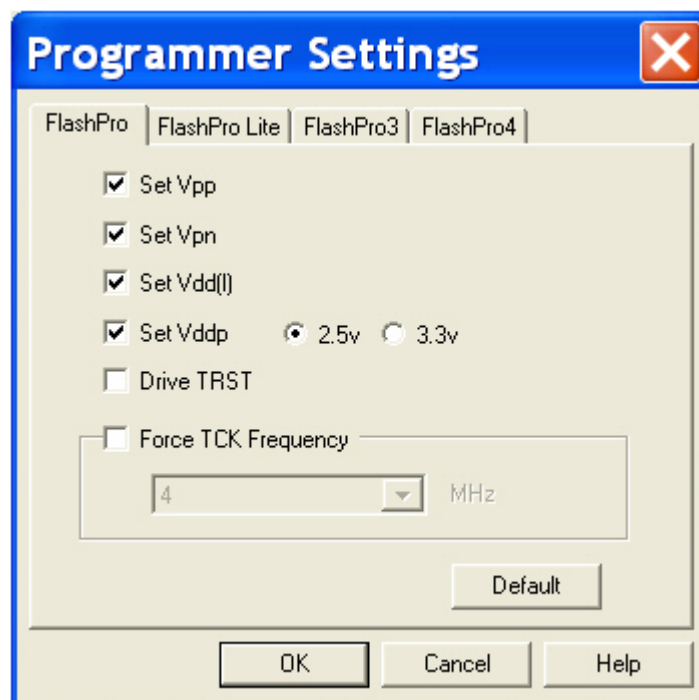 Programmer Settings
FlashPro FlashPro Lite FlashPro3 FlashPro4
Set Vpp
Set Vpn
Set Vdd(l)
Set Vddp 2.5v 3.3v
Drive TRST
Force TCK Frequency
4 MHz
Default
OK Cancel Help